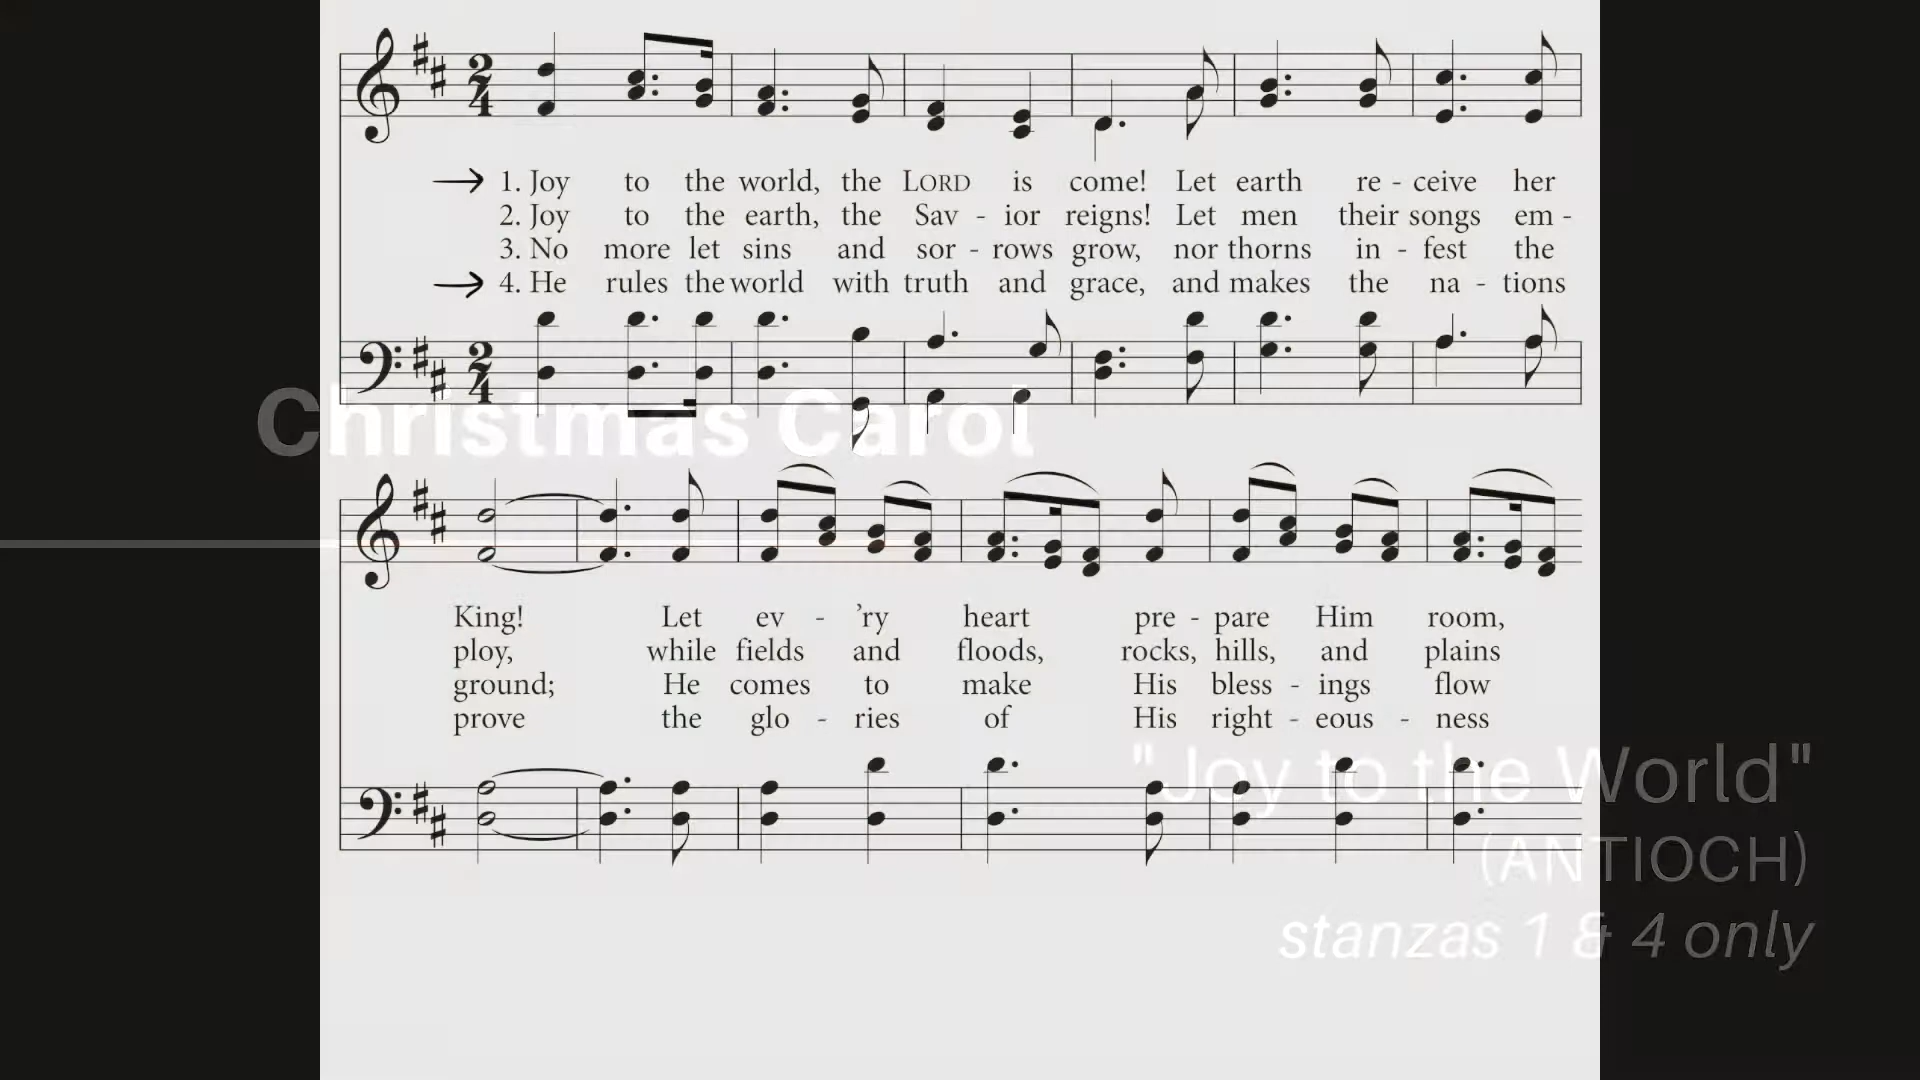 1. Joy to the world, the LORD is come! Let earth re - ceive her
2. Joy to the earth, the Sav - ior reigns! Let men their songs em -
3. No more let sins and sor - rows grow, nor thorns in - fest the
4. He rules the world with truth and grace, and makes the na - tions
Christmas Carol
King! Let ev - 'ry heart pre - pare Him room,
ploy, while fields and floods, rocks, hills, and plains
ground; He comes to make His bless - ings flow
prove the glo - ries of His right - eous - ness
"Joy to the World"
(ANTIOCH)
stanzas 1 & 4 only